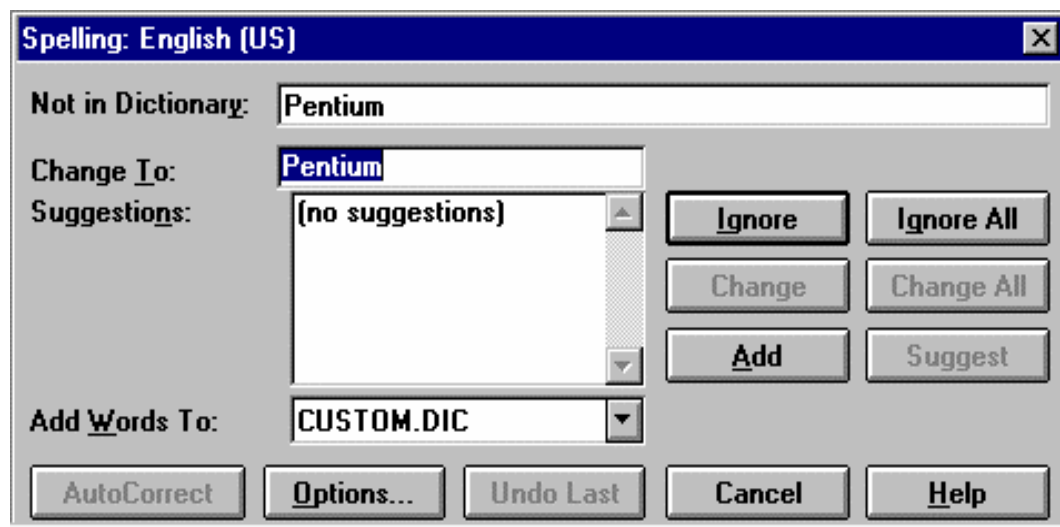 Spelling: English (US)
Not in Dictionary: Pentium
Change To: Pentium
Suggestions: (no suggestions)
Ignore Ignore All
Change Change All
Add Suggest
Add Words To: CUSTOM.DIC
AutoCorrect Options... Undo Last Cancel Help